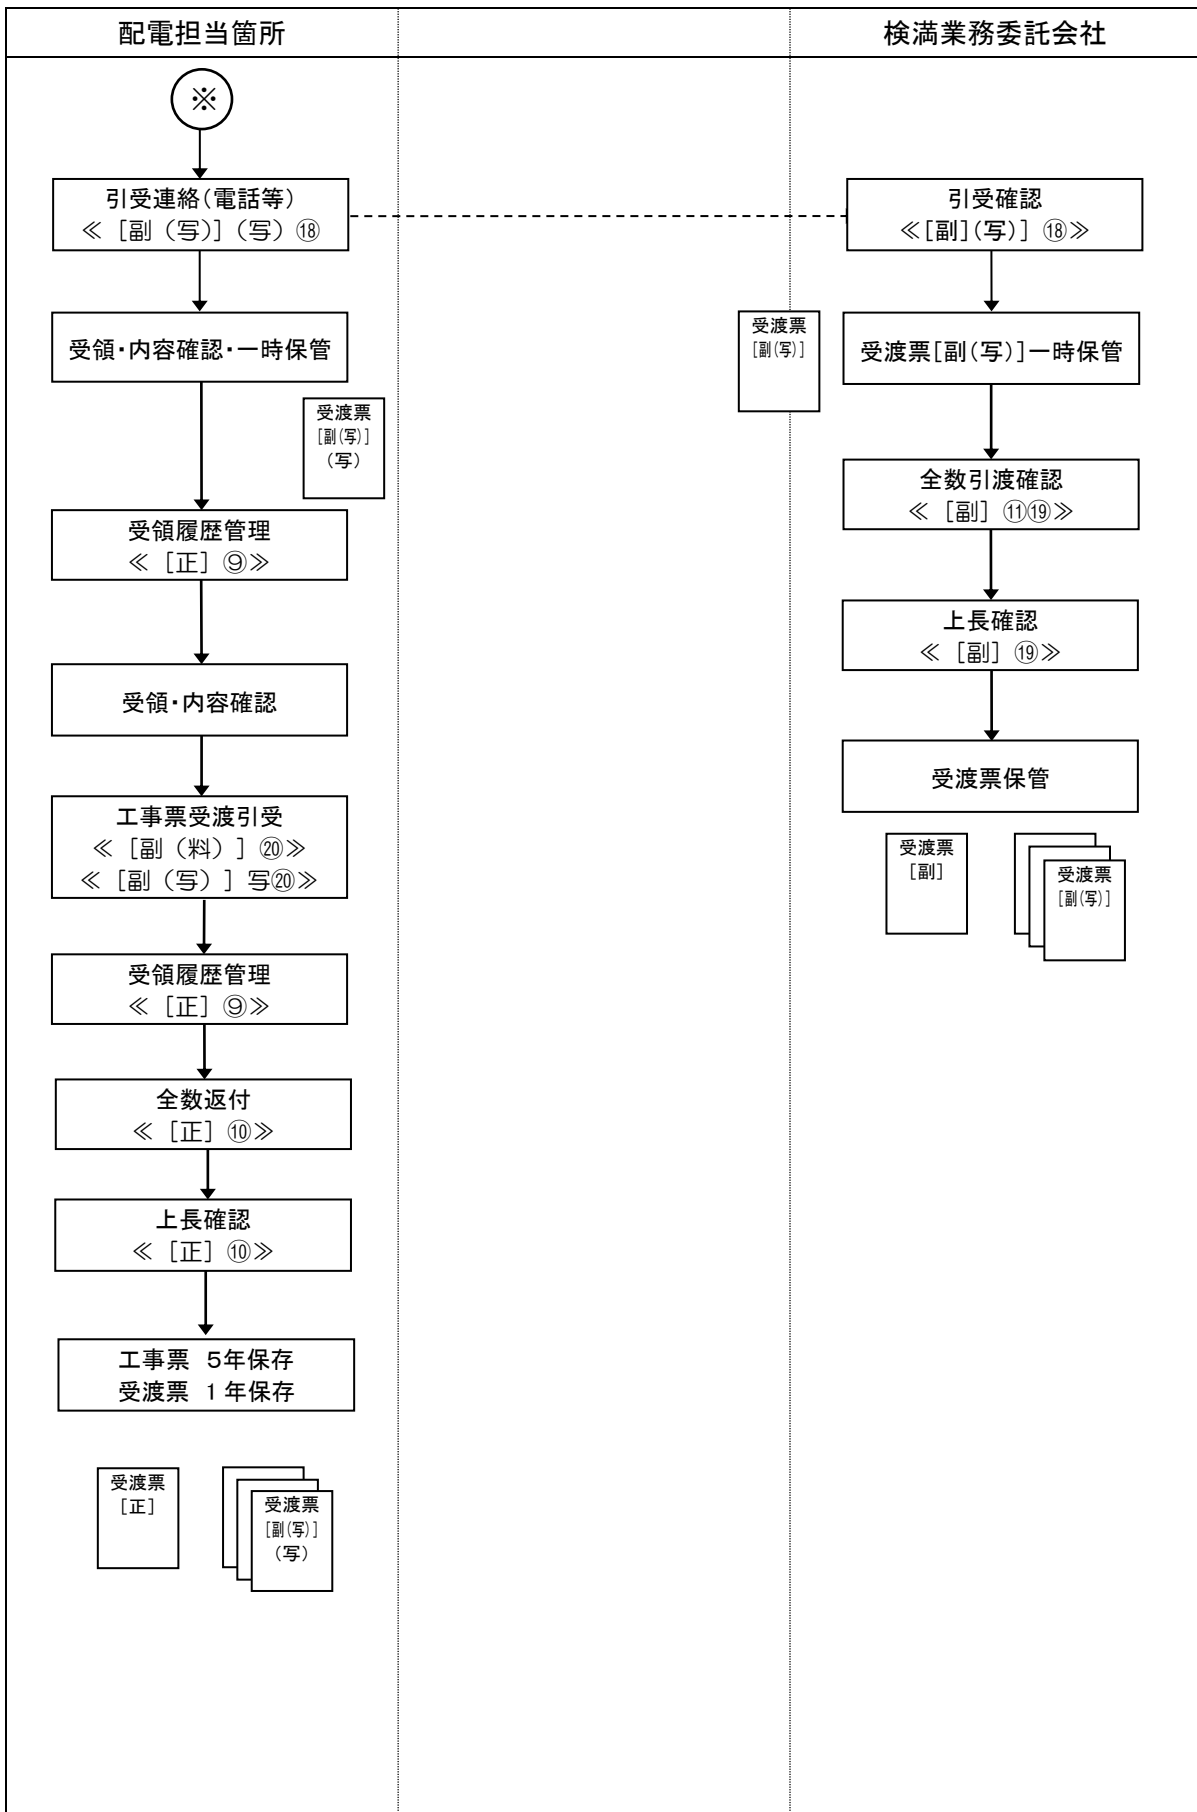 配電担当箇所
検満業務委託会社
※
引受連絡(電話等)
≪ [副 (写)] (写) ⑱
引受確認
≪[副](写)] ⑱≫
受領・内容確認・一時保管
受渡票
[副(写)]
受渡票[副(写)]一時保管
受渡票
[副(写)]
(写)
全数引渡確認
≪ [副] ⑪⑲≫
受領履歴管理
≪ [正] ⑨≫
上長確認
≪ [副] ⑲≫
受領・内容確認
受渡票保管
工事票受渡引受
≪ [副 (料) ] ⑳≫
≪ [副 (写) ] 写⑳≫
受渡票
[副]
受渡票
[副(写)]
受領履歴管理
≪ [正] ⑨≫
全数返付
≪ [正] ⑩≫
上長確認
≪ [正] ⑩≫
工事票 5年保存
受渡票 1年保存
受渡票
[正]
受渡票
[副(写)]
(写)